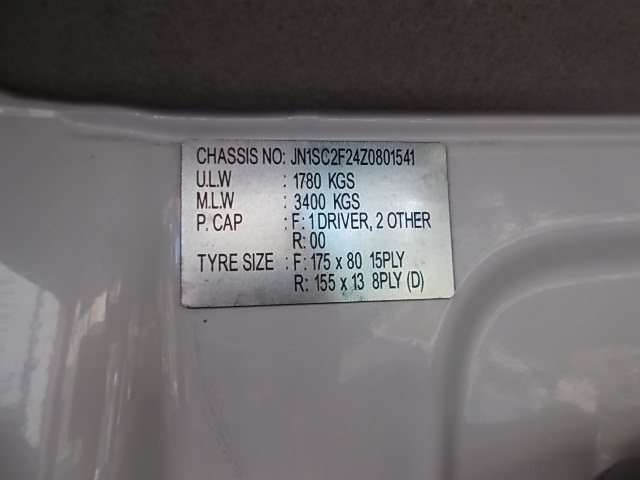 CHASSIS NO: JN1SC2F24Z0801541
U.L.W : 1780 KGS
M.L.W : 3400 KGS
P. CAP : F: 1 DRIVER, 2 OTHER
R: 00
TYRE SIZE : F: 175 x 80 15PLY
R: 155 x 13 8PLY (D)